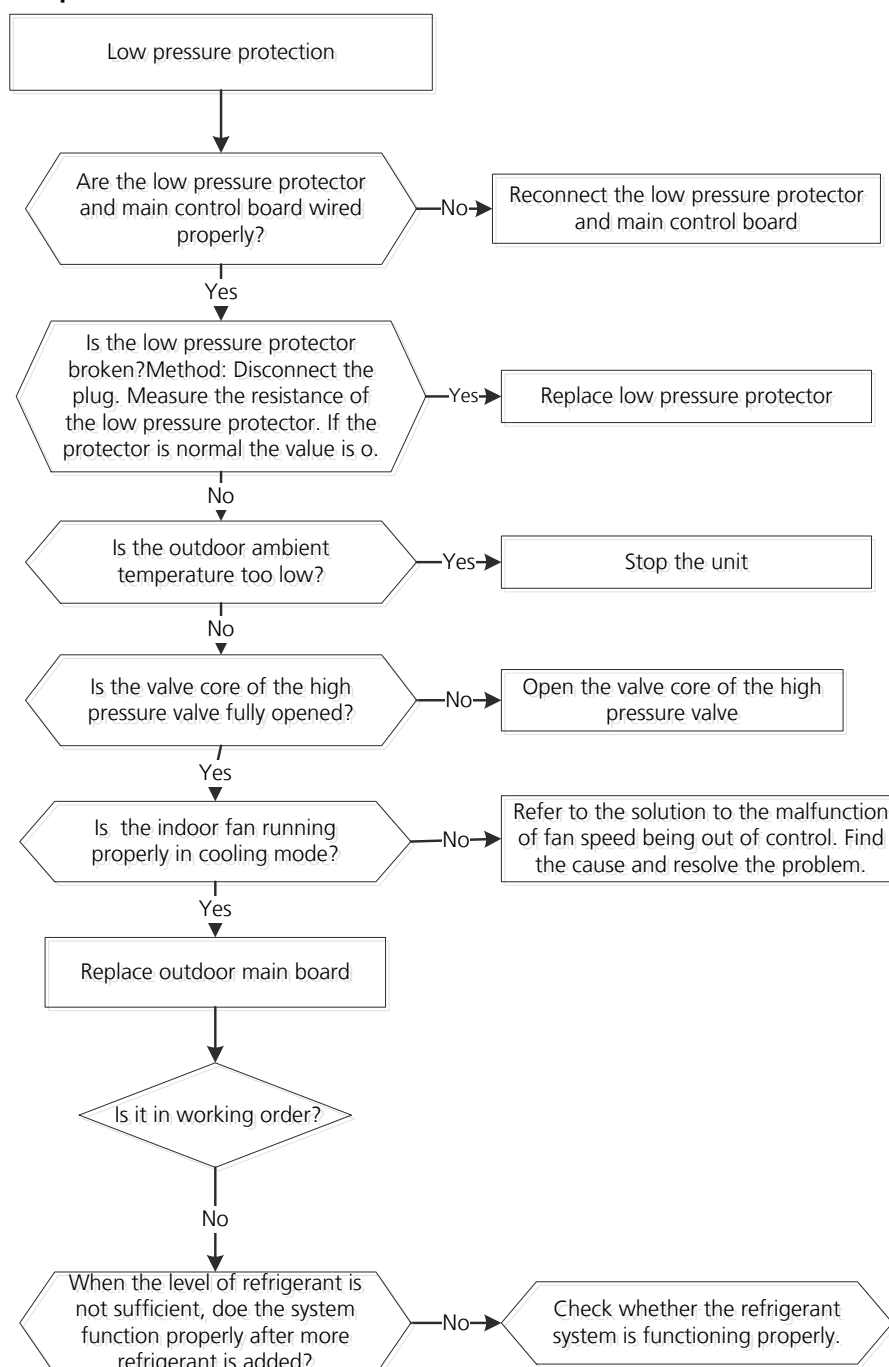 Low pressure protection
Are the low pressure protector
and main control board wired
properly?
No
Reconnect the low pressure protector
and main control board
Yes
Is the low pressure protector
broken?Method: Disconnect the
plug. Measure the resistance of
the low pressure protector. If the
protector is normal the value is o.
Yes
Replace low pressure protector
No
Is the outdoor ambient
temperature too low?
Yes
Stop the unit
No
Is the valve core of the high
pressure valve fully opened?
No
Open the valve core of the high
pressure valve
Yes
Is the indoor fan running
properly in cooling mode?
No
Refer to the solution to the malfunction
of fan speed being out of control. Find
the cause and resolve the problem.
Yes
Replace outdoor main board
Is it in working order?
No
When the level of refrigerant is
not sufficient, doe the system
function properly after more
refrigerant is added?
No
Check whether the refrigerant
system is functioning properly.